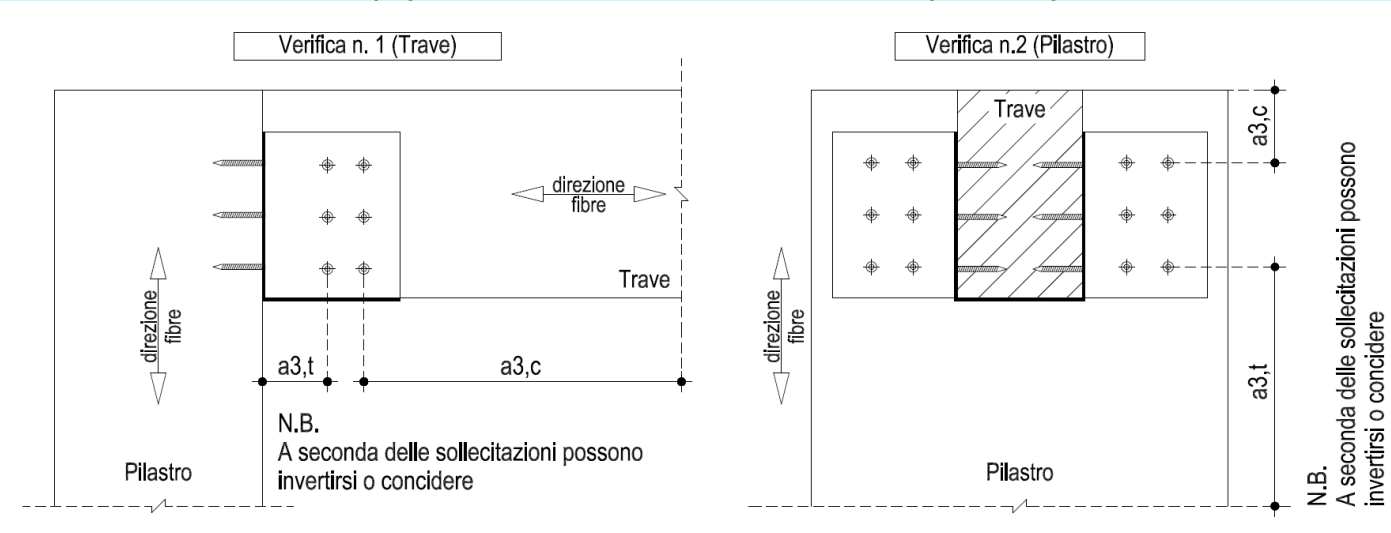 Verifica n. 1 (Trave)
direzione
fibre
Trave
direzione
fibre
a3,t
a3,c
N.B.
A seconda delle sollecitazioni possono
invertirsi o concidere
Pilastro
Verifica n.2 (Pilastro)
Trave
a3,c
direzione
fibre
a3,t
Pilastro
N.B.
A seconda delle sollecitazioni possono
invertirsi o concidere